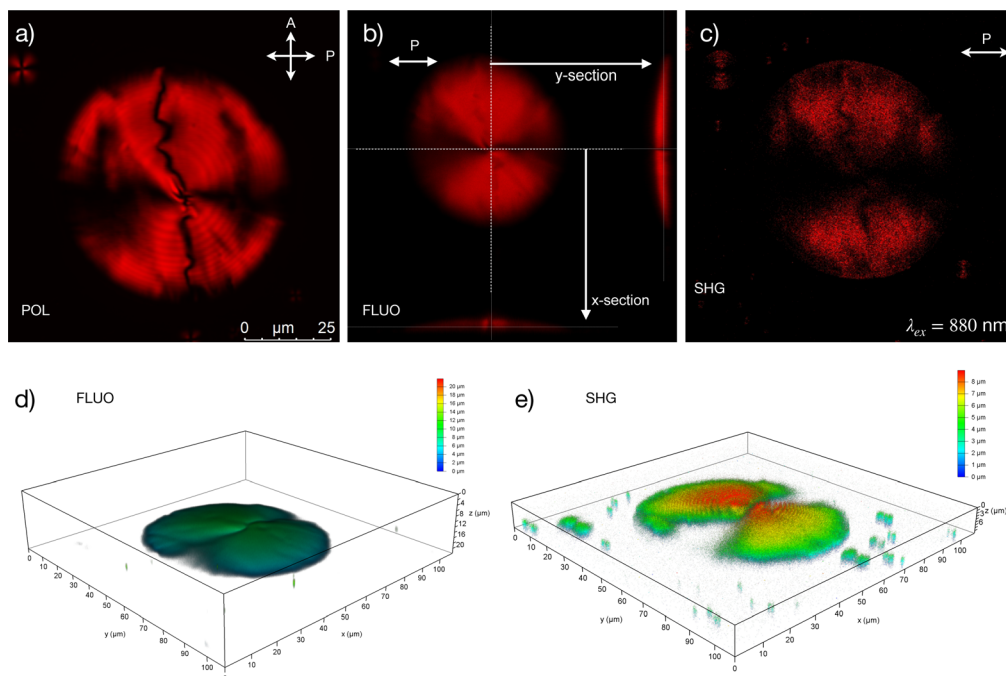 a)
A
P
POL
0 μm 25
b)
P
y-section
x-section
FLUO
c)
P
SHG
λex = 880 nm
d) FLUO
20 μm
18 μm
16 μm
14 μm
12 μm
10 μm
8 μm
6 μm
4 μm
2 μm
0 μm
0
4
8
12
16
20
z (μm)
0
10
20
30
40
50
60
70
80
90
100
y (μm)
10
20
30
40
50
60
70
80
90
100
x (μm)
e) SHG
8 μm
7 μm
6 μm
5 μm
4 μm
3 μm
2 μm
1 μm
0 μm
0
3
6
z (μm)
0
10
20
30
40
50
60
70
80
90
100
y (μm)
0
10
20
30
40
50
60
70
80
90
100
x (μm)